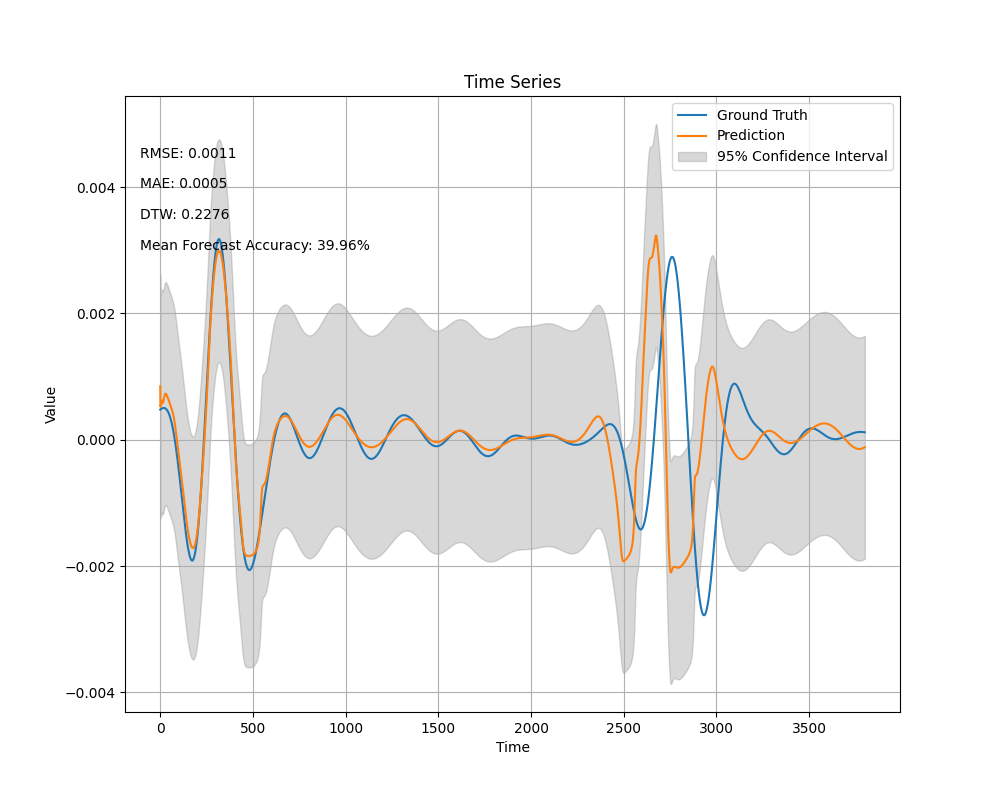 Time Series
Ground Truth
Prediction
95% Confidence Interval
RMSE: 0.0011
MAE: 0.0005
DTW: 0.2276
Mean Forecast Accuracy: 39.96%
0.004
0.002
0.000
−0.002
−0.004
Value
0 500 1000 1500 2000 2500 3000 3500
Time